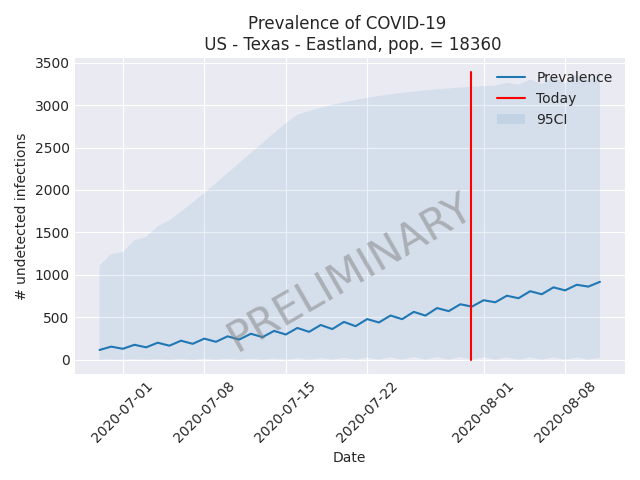 Prevalence of COVID-19
US - Texas - Eastland, pop. = 18360
3500
3000
2500
2000
1500
1000
500
0
# undetected infections
Prevalence
Today
95CI
PRELIMINARY
2020-07-01
2020-07-08
2020-07-15
2020-07-22
2020-08-01
2020-08-08
Date